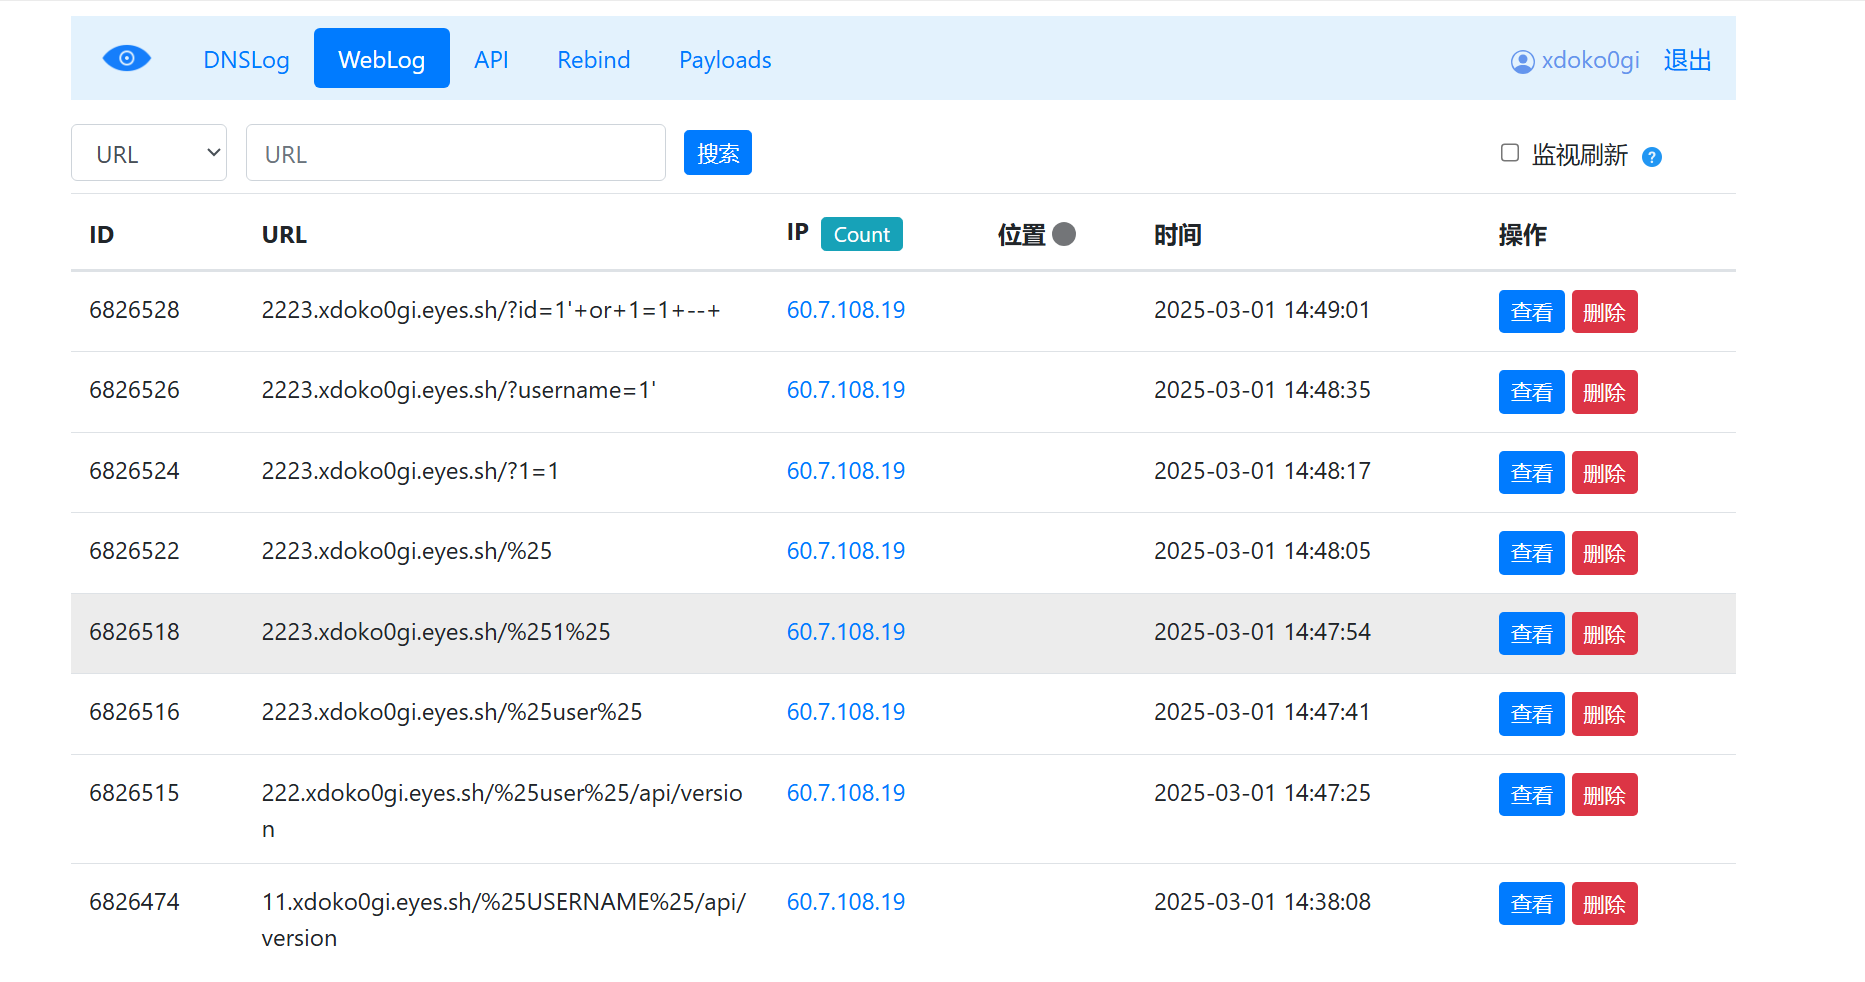 DNSLog WebLog API Rebind Payloads xdoko0gi 退出
URL URL 搜索 监视刷新 ?
ID URL IP Count 位置 时间 操作
6826528 2223.xdoko0gi.eyes.sh/?id=1'+or+1=1+--+ 60.7.108.19 2025-03-01 14:49:01 查看 删除
6826526 2223.xdoko0gi.eyes.sh/?username=1' 60.7.108.19 2025-03-01 14:48:35 查看 删除
6826524 2223.xdoko0gi.eyes.sh/?1=1 60.7.108.19 2025-03-01 14:48:17 查看 删除
6826522 2223.xdoko0gi.eyes.sh/%25 60.7.108.19 2025-03-01 14:48:05 查看 删除
6826518 2223.xdoko0gi.eyes.sh/%251%25 60.7.108.19 2025-03-01 14:47:54 查看 删除
6826516 2223.xdoko0gi.eyes.sh/%25user%25 60.7.108.19 2025-03-01 14:47:41 查看 删除
6826515 222.xdoko0gi.eyes.sh/%25user%25/api/versio 60.7.108.19 2025-03-01 14:47:25 查看 删除
n
6826474 11.xdoko0gi.eyes.sh/%25USERNAME%25/api/ 60.7.108.19 2025-03-01 14:38:08 查看 删除
version